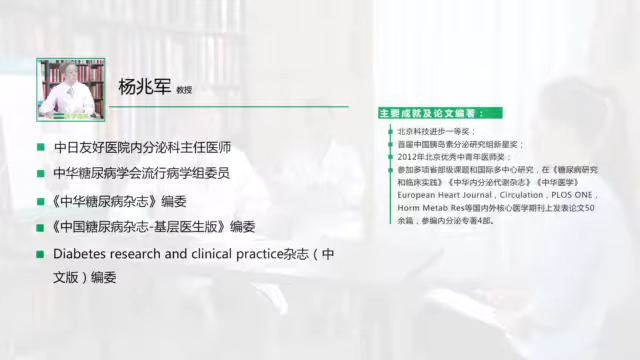 杨兆军 教授
中日友好医院内分泌科主任医师
中华糖尿病学会流行病学组委员
《中华糖尿病杂志》编委
《中国糖尿病杂志-基层医生版》编委
Diabetes research and clinical practice杂志（中
文版）编委
主要成就及论文编著：
北京科技进步一等奖；
首届中国胰岛素分泌研究组新星奖；
2012年北京优秀中青年医师奖；
参加多项省部级课题和国际多中心研究，在《糖尿病研究
和临床实践》《中华内分泌代谢杂志》《中华医学》
European Heart Journal，Circulation，PLOS ONE，
Horm Metab Res等国内外核心医学期刊上发表论文50
余篇，参编内分泌专著4部。